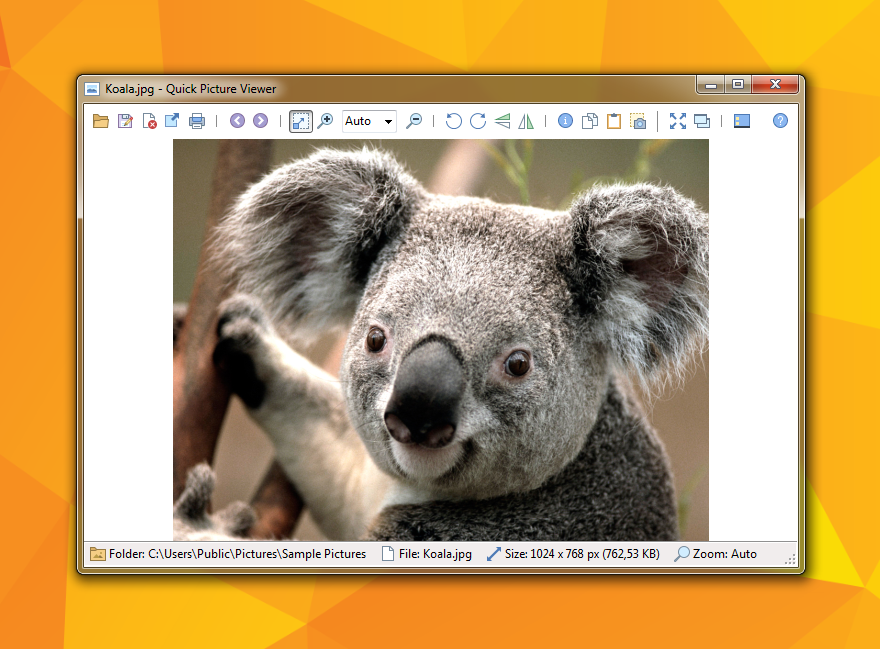 Koala.jpg - Quick Picture Viewer
Auto
Folder: C:\Users\Public\Pictures\Sample Pictures
File: Koala.jpg
Size: 1024 x 768 px (762,53 KB)
Zoom: Auto